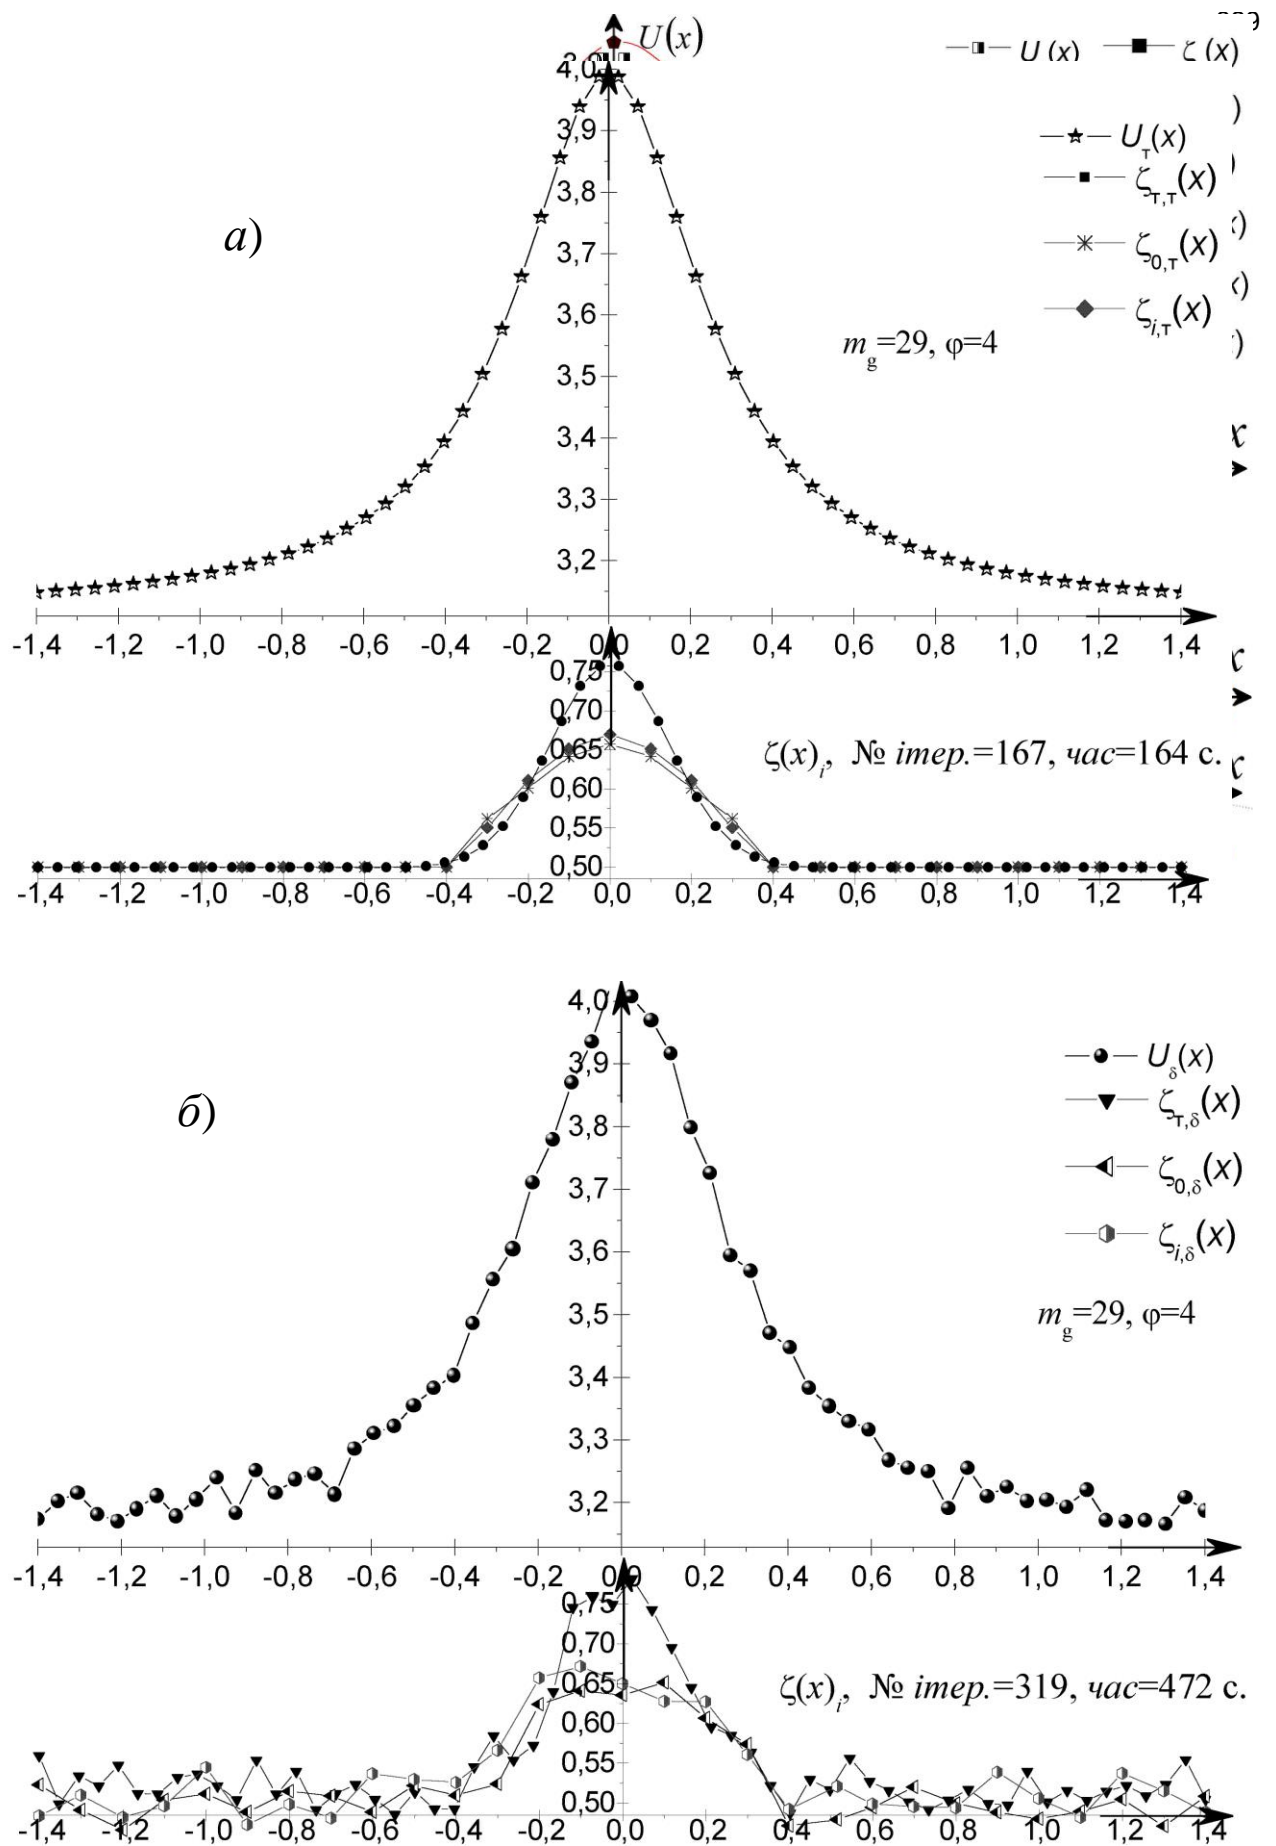 U(x)
U (x) ζ (x)
4,0
3,9
U_т(x)
3,8
ζ_т,т(x)
а)
3,7
ζ_0,т(x)
3,6
ζ_i,т(x)
m_g=29, φ=4
3,5
3,4
x
3,3
3,2
-1,4 -1,2 -1,0 -0,8 -0,6 -0,4 -0,2 0,0 0,2 0,4 0,6 0,8 1,0 1,2 1,4
x
0,75
0,70
0,65
ζ(x)_i, № ітер.=167, час=164 с.
x
0,60
0,55
0,50
-1,4 -1,2 -1,0 -0,8 -0,6 -0,4 -0,2 0,0 0,2 0,4 0,6 0,8 1,0 1,2 1,4
4,0
U_δ(x)
3,9
ζ_т,δ(x)
б)
3,8
ζ_0,δ(x)
3,7
ζ_i,δ(x)
3,6
m_g=29, φ=4
3,5
3,4
3,3
3,2
-1,4 -1,2 -1,0 -0,8 -0,6 -0,4 -0,2 0,0 0,2 0,4 0,6 0,8 1,0 1,2 1,4
0,75
0,70
0,65
ζ(x)_i, № ітер.=319, час=472 с.
0,60
0,55
0,50
-1,4 -1,2 -1,0 -0,8 -0,6 -0,4 -0,2 0,0 0,2 0,4 0,6 0,8 1,0 1,2 1,4